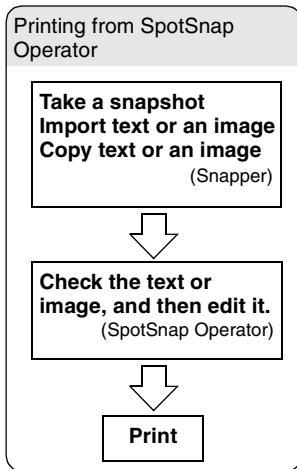 Printing from SpotSnap
Operator
Take a snapshot
Import text or an image
Copy text or an image
(Snapper)
Check the text or
image, and then edit it.
(SpotSnap Operator)
Print